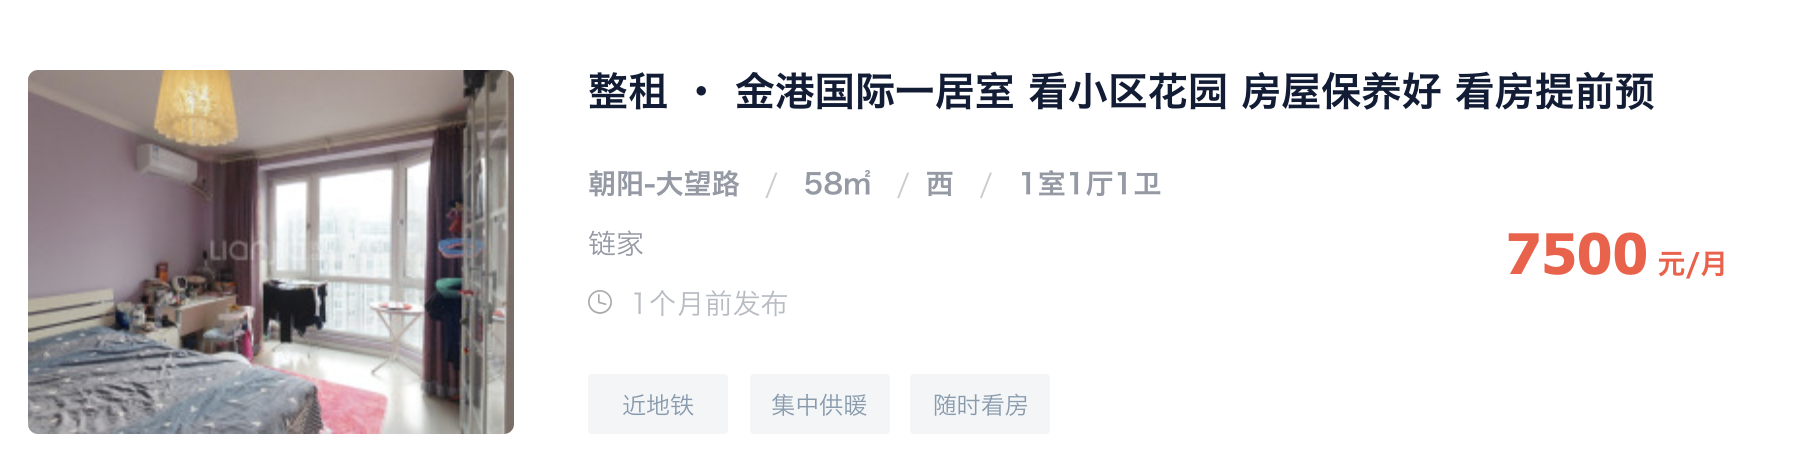 整租 · 金港国际一居室 看小区花园 房屋保养好 看房提前预
朝阳-大望路 / 58㎡ / 西 / 1室1厅1卫
链家
7500 元/月
1个月前发布
近地铁 集中供暖 随时看房